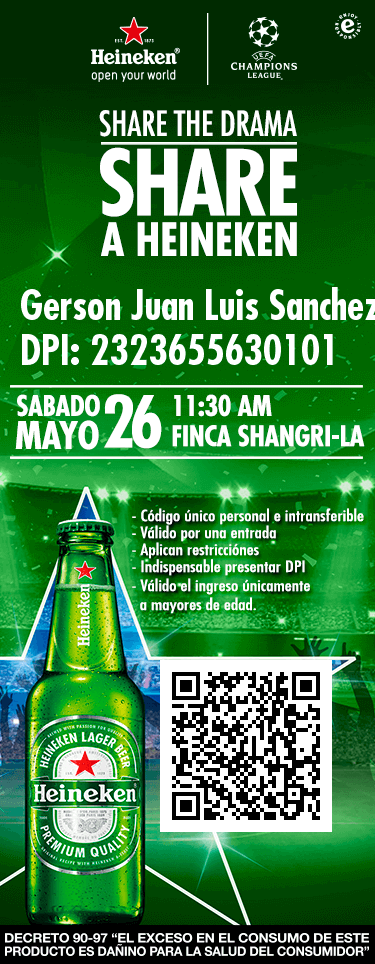 EST. 1873
Heineken®
open your world
UEFA
CHAMPIONS
LEAGUE
ENJOY RESPONSIBLY
SHARE THE DRAMA
SHARE
A HEINEKEN
Gerson Juan Luis Sanchez
DPI: 2323655630101
SABADO
MAYO 26
11:30 AM
FINCA SHANGRI-LA
- Código único personal e intransferible
- Válido por una entrada
- Aplican restricciónes
- Indispensable presentar DPI
- Válido el ingreso únicamente
a mayores de edad.
Heineken
HEINEKEN LAGER BEER
Heineken
PREMIUM QUALITY
DECRETO 90-97 “EL EXCESO EN EL CONSUMO DE ESTE
PRODUCTO ES DAÑINO PARA LA SALUD DEL CONSUMIDOR”